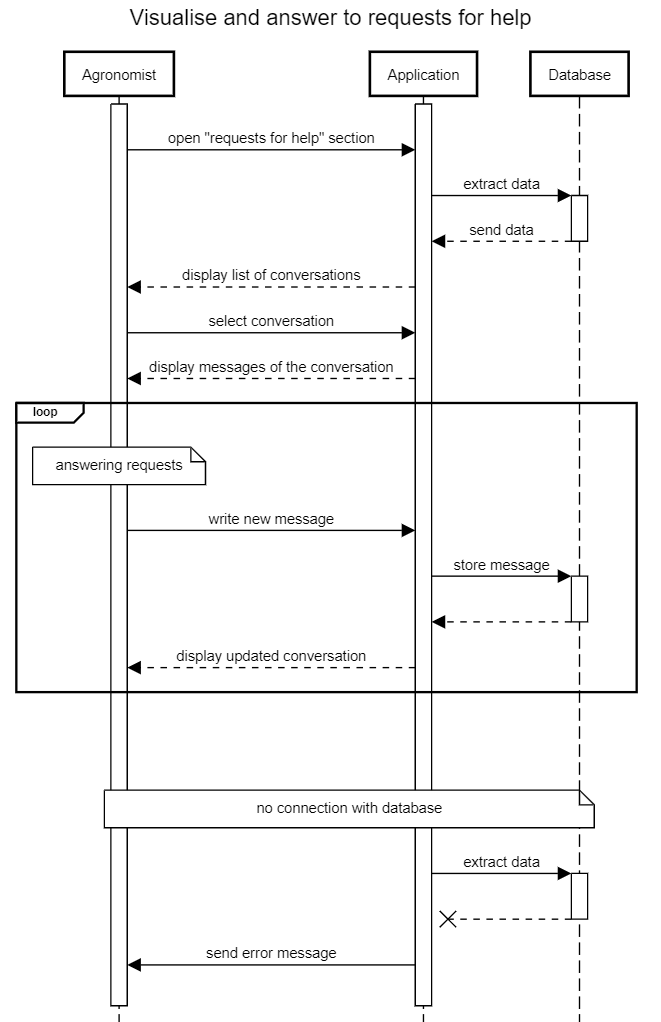 Visualise and answer to requests for help
Agronomist
Application
Database
open "requests for help" section
extract data
send data
display list of conversations
select conversation
display messages of the conversation
loop
answering requests
write new message
store message
display updated conversation
no connection with database
extract data
send error message